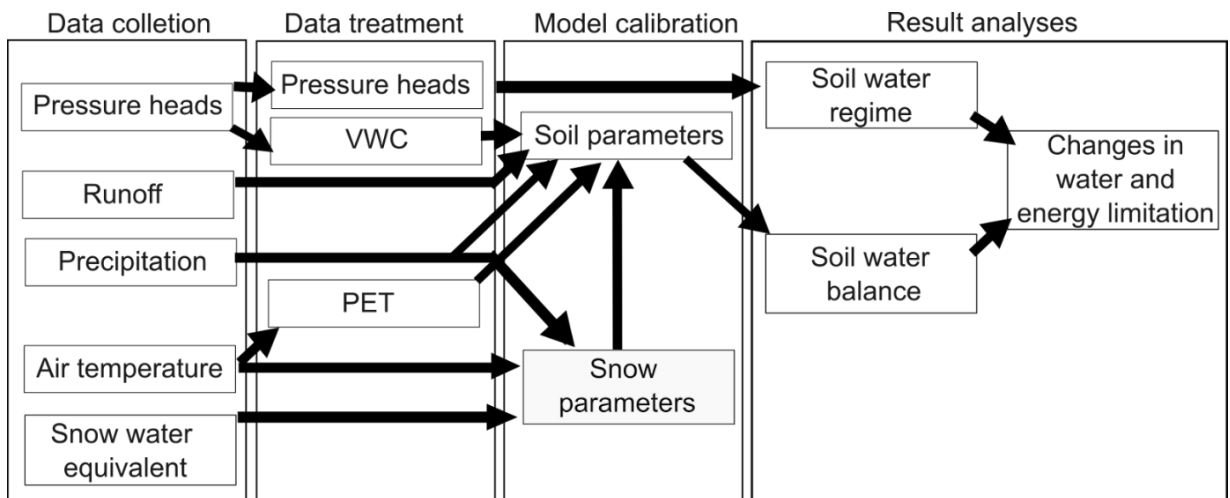 Data colletion
Pressure heads
Runoff
Precipitation
Air temperature
Snow water
equivalent
Data treatment
Pressure heads
VWC
PET
Model calibration
Soil parameters
Snow
parameters
Result analyses
Soil water
regime
Soil water
balance
Changes in
water and
energy limitation